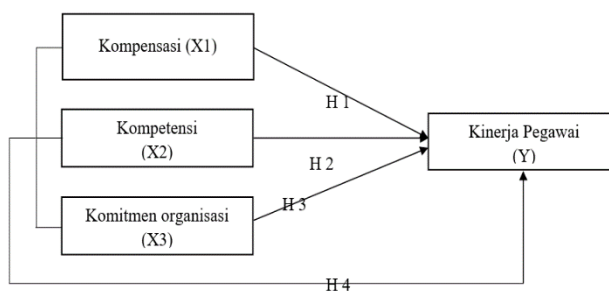 Kompensasi (X1)
H 1
Kompetensi
(X2)
Kinerja Pegawai
(Y)
H 2
Komitmen organisasi
(X3)
H 3
H 4